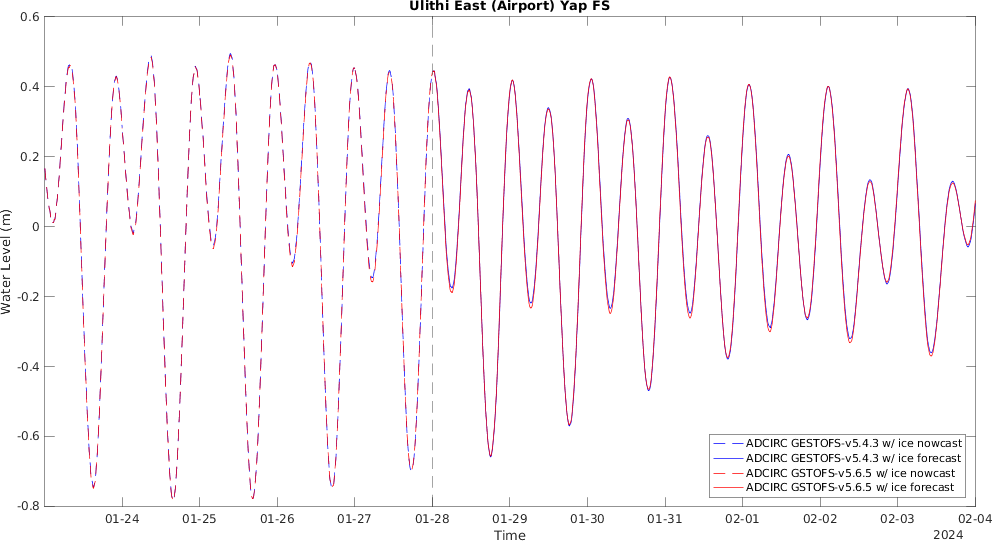 Ulithi East (Airport) Yap FS
0.6
0.4
0.2
0
-0.2
-0.4
-0.6
-0.8
Water Level (m)
ADCIRC GESTOFS-v5.4.3 w/ ice nowcast
ADCIRC GESTOFS-v5.4.3 w/ ice forecast
ADCIRC GSTOFS-v5.6.5 w/ ice nowcast
ADCIRC GSTOFS-v5.6.5 w/ ice forecast
01-24 01-25 01-26 01-27 01-28 01-29 01-30 01-31 02-01 02-02 02-03 02-04
Time
2024